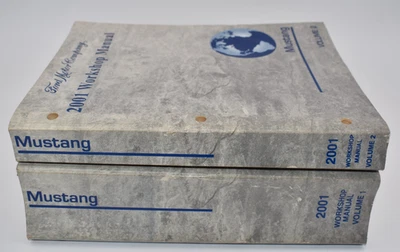 Ford Motor Company
2001 Workshop Manual
Mustang
VOLUME 2
Mustang
2001
WORKSHOP
MANUAL
VOLUME 2
Mustang
2001
WORKSHOP
MANUAL
VOLUME 1